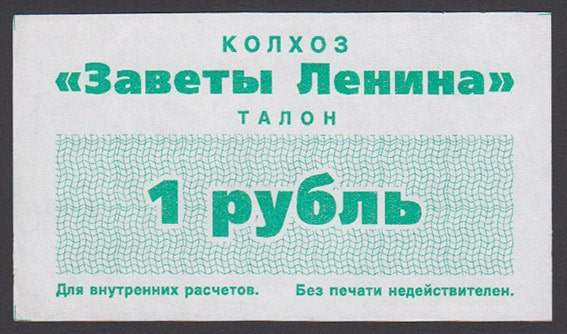 КОЛХОЗ
«Заветы Ленина»
ТАЛОН
1 рубль
Для внутренних расчетов. Без печати недействителен.